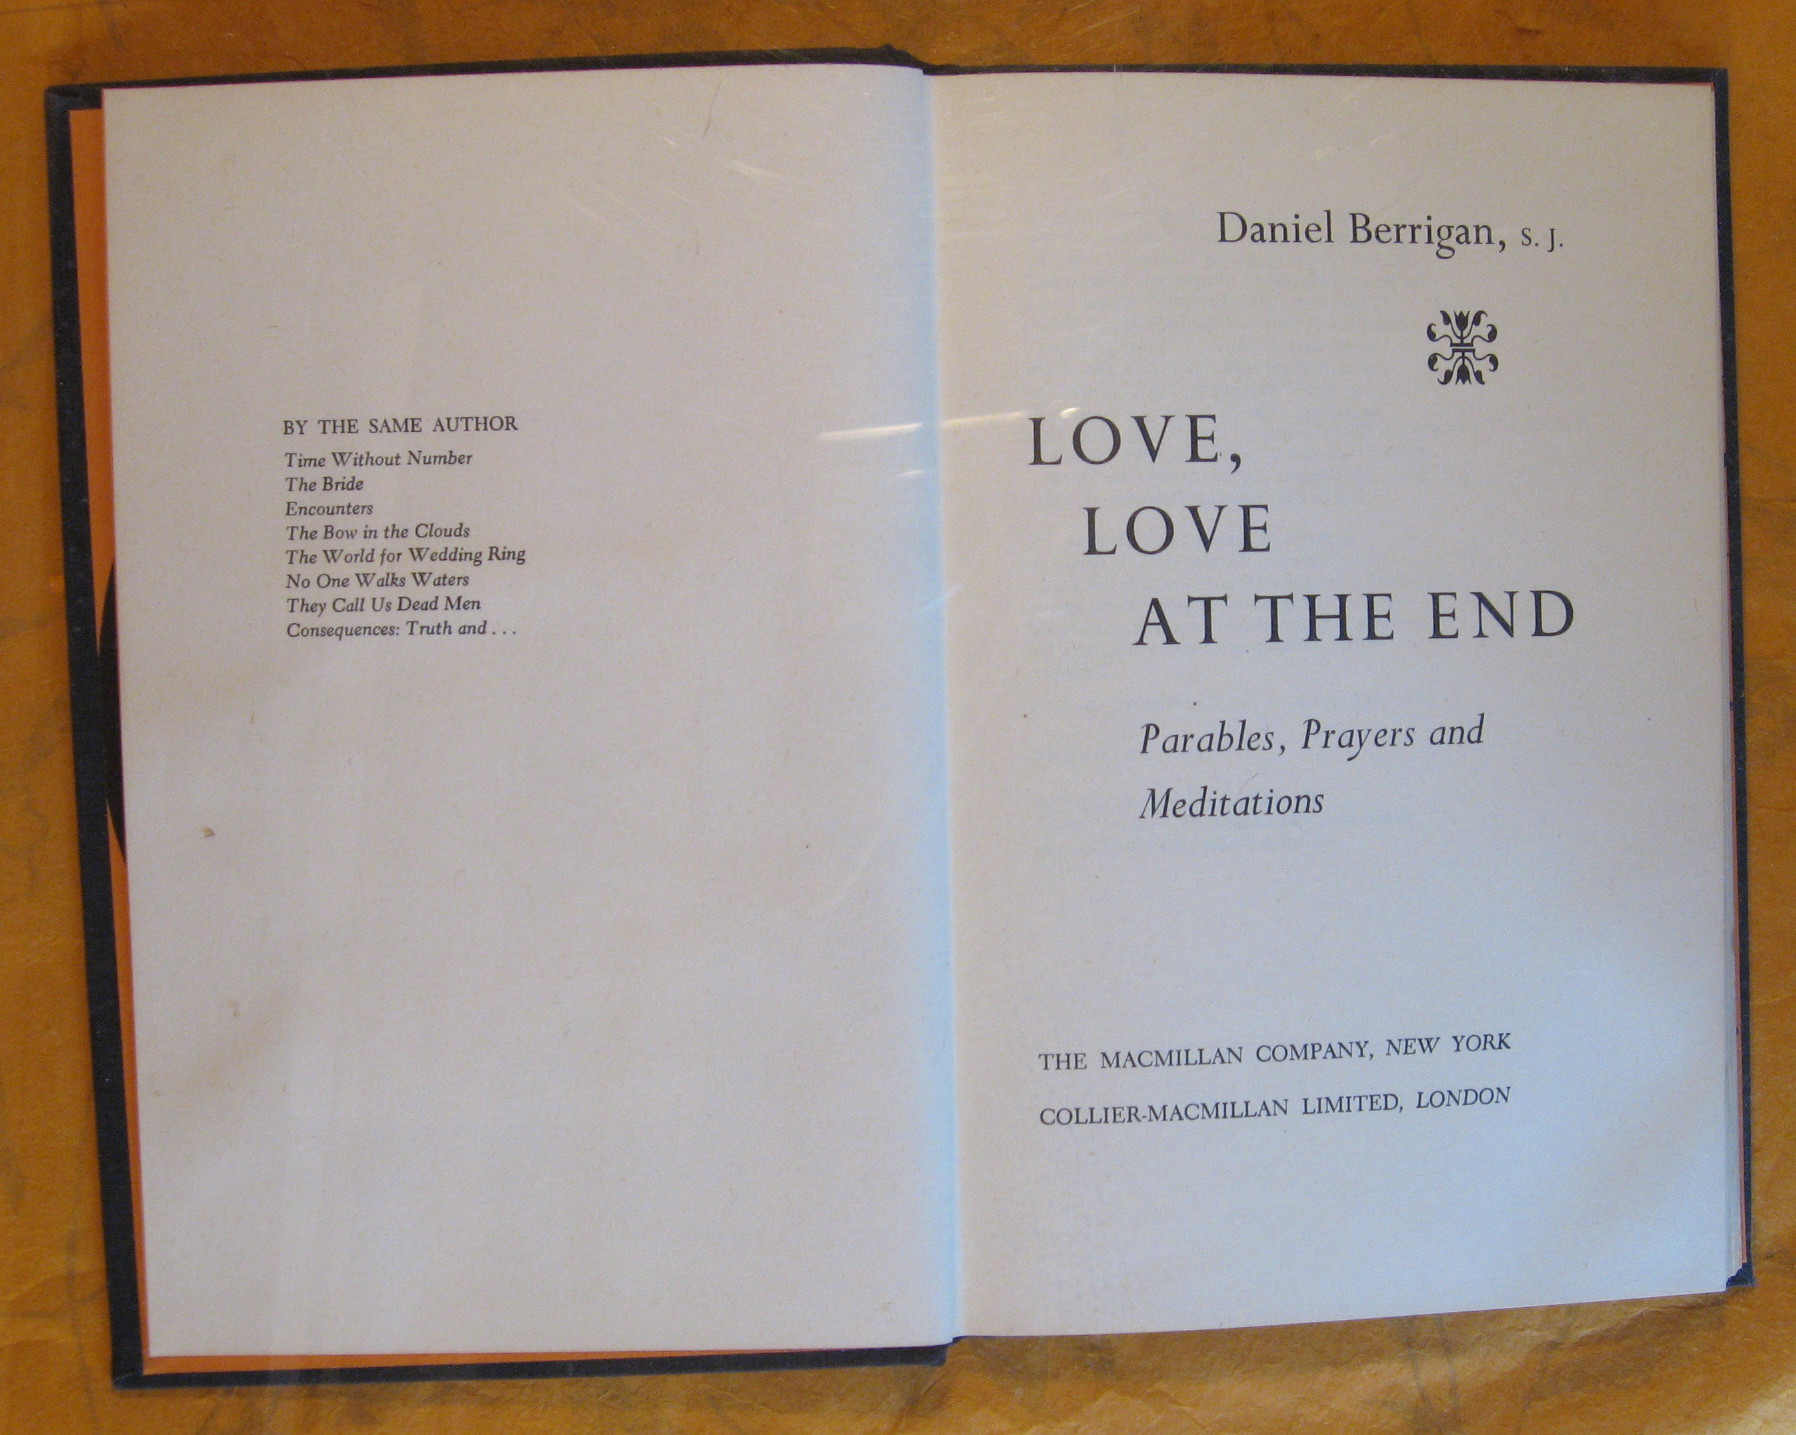 BY THE SAME AUTHOR
Time Without Number
The Bride
Encounters
The Bow in the Clouds
The World for Wedding Ring
No One Walks Waters
They Call Us Dead Men
Consequences: Truth and . . .
Daniel Berrigan, S. J.
LOVE,
LOVE
AT THE END
Parables, Prayers and
Meditations
THE MACMILLAN COMPANY, NEW YORK
COLLIER-MACMILLAN LIMITED, LONDON